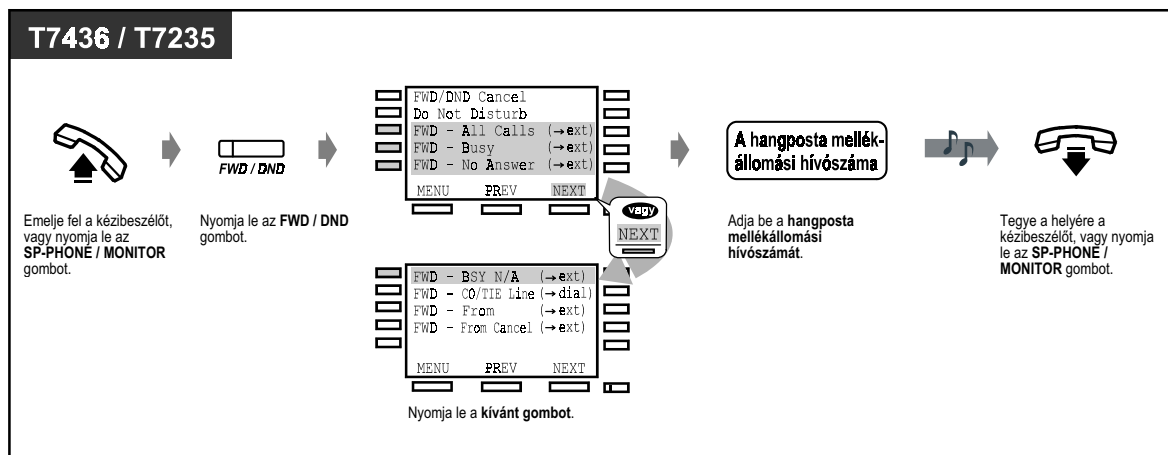 T7436 / T7235
Emelje fel a kézibeszélőt,
vagy nyomja le az
SP-PHONE / MONITOR
gombot.
FWD / DND
Nyomja le az FWD / DND
gombot.
FWD/DND Cancel
Do Not Disturb
FWD - All Calls (→ext)
FWD - Busy (→ext)
FWD - No Answer (→ext)
MENU PREV NEXT
vagy
NEXT
FWD - BSY N/A (→ext)
FWD - CO/TIE Line (→dial)
FWD - From (→ext)
FWD - From Cancel (→ext)
MENU PREV NEXT
Nyomja le a kívánt gombot.
A hangposta mellék-
állomási hívószáma
Adja be a hangposta
mellékállomási
hívószámát.
Tegye a helyére a
kézibeszélőt, vagy nyomja
le az SP-PHONE /
MONITOR gombot.